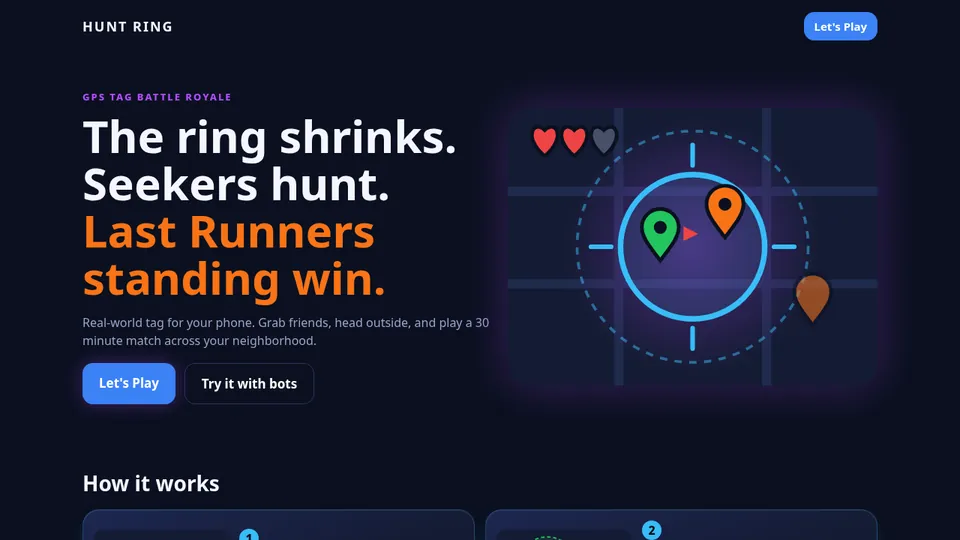 HUNT RING
Let's Play
GPS TAG BATTLE ROYALE
The ring shrinks.
Seekers hunt.
Last Runners
standing win.
Real-world tag for your phone. Grab friends, head outside, and play a 30
minute match across your neighborhood.
Let's Play
Try it with bots
How it works
1
2